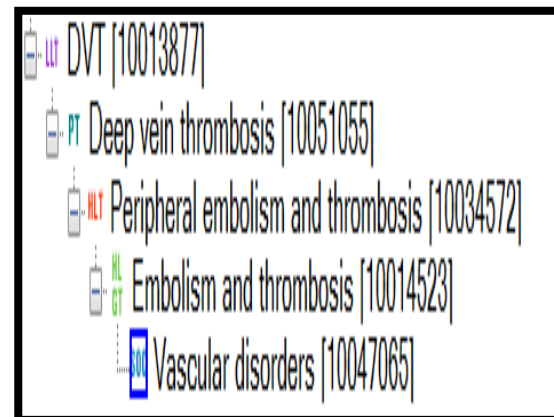 LLT DVT [10013877]
PT Deep vein thrombosis [10051055]
HLT Peripheral embolism and thrombosis [10034572]
HLGT Embolism and thrombosis [10014523]
SOC Vascular disorders [10047065]